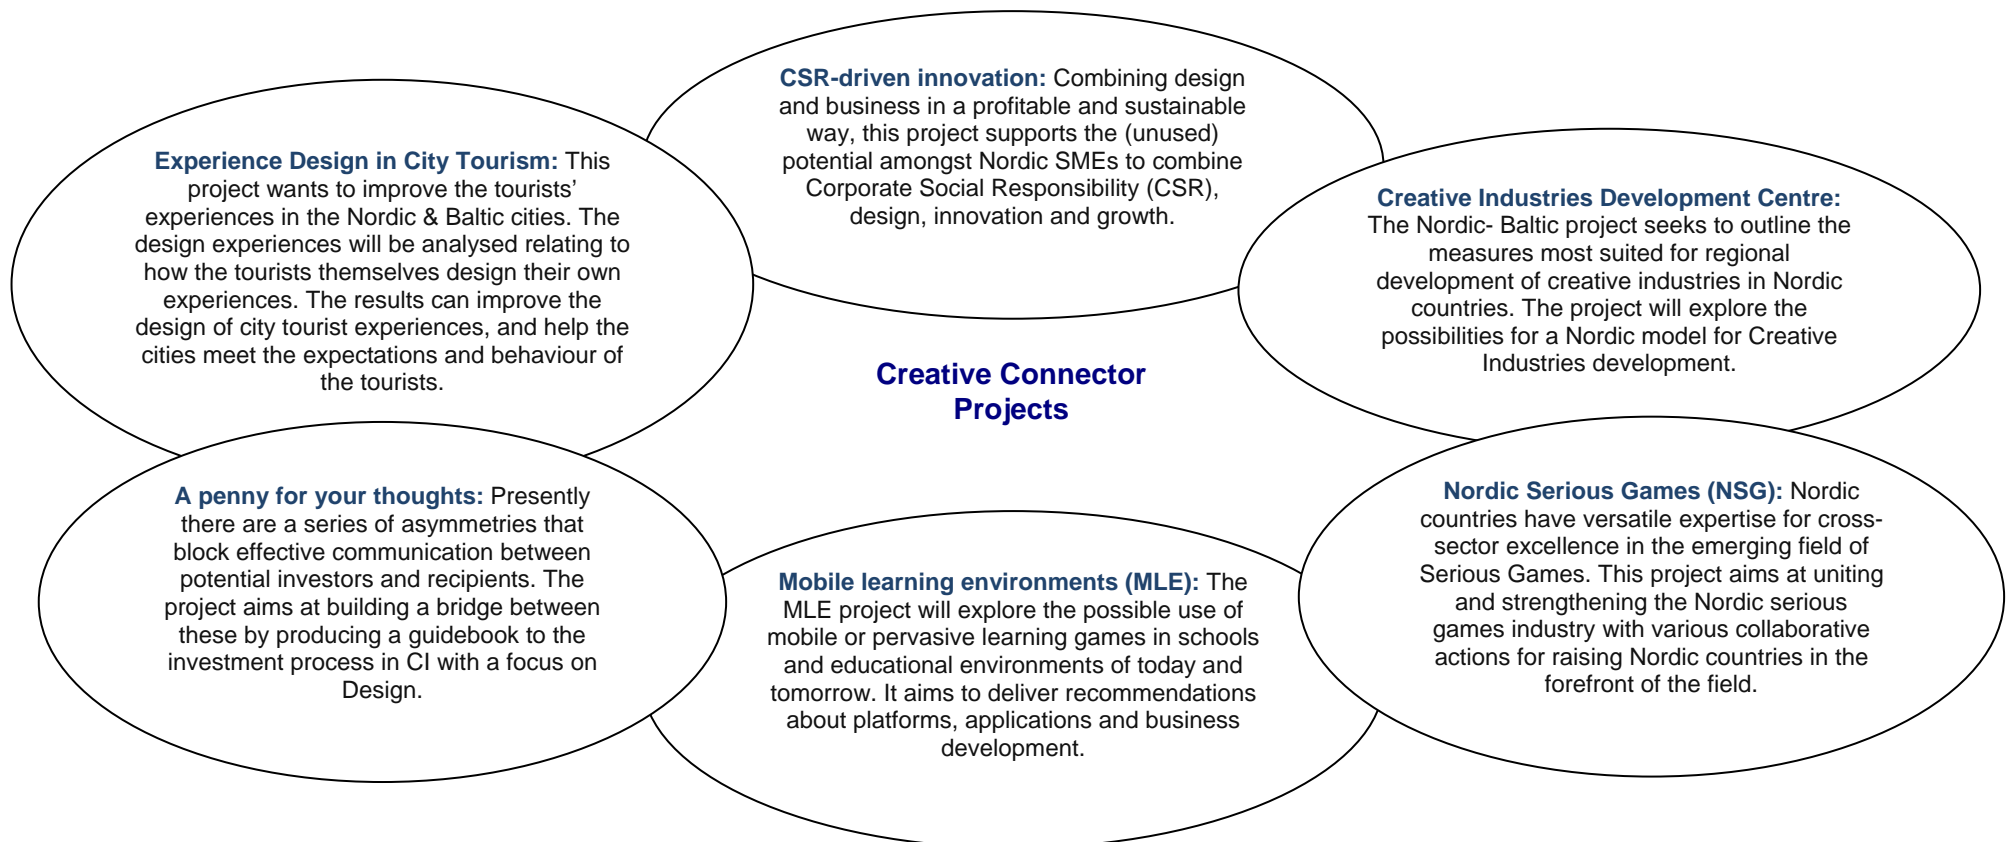 CSR-driven innovation: Combining design
and business in a profitable and sustainable
way, this project supports the (unused)
potential amongst Nordic SMEs to combine
Corporate Social Responsibility (CSR),
design, innovation and growth.
Experience Design in City Tourism: This
project wants to improve the tourists'
experiences in the Nordic & Baltic cities. The
design experiences will be analysed relating to
how the tourists themselves design their own
experiences. The results can improve the
design of city tourist experiences, and help the
cities meet the expectations and behaviour of
the tourists.
Creative Industries Development Centre:
The Nordic- Baltic project seeks to outline the
measures most suited for regional
development of creative industries in Nordic
countries. The project will explore the
possibilities for a Nordic model for Creative
Industries development.
Creative Connector
Projects
A penny for your thoughts: Presently
there are a series of asymmetries that
block effective communication between
potential investors and recipients. The
project aims at building a bridge between
these by producing a guidebook to the
investment process in CI with a focus on
Design.
Mobile learning environments (MLE): The
MLE project will explore the possible use of
mobile or pervasive learning games in schools
and educational environments of today and
tomorrow. It aims to deliver recommendations
about platforms, applications and business
development.
Nordic Serious Games (NSG): Nordic
countries have versatile expertise for cross-
sector excellence in the emerging field of
Serious Games. This project aims at uniting
and strengthening the Nordic serious
games industry with various collaborative
actions for raising Nordic countries in the
forefront of the field.